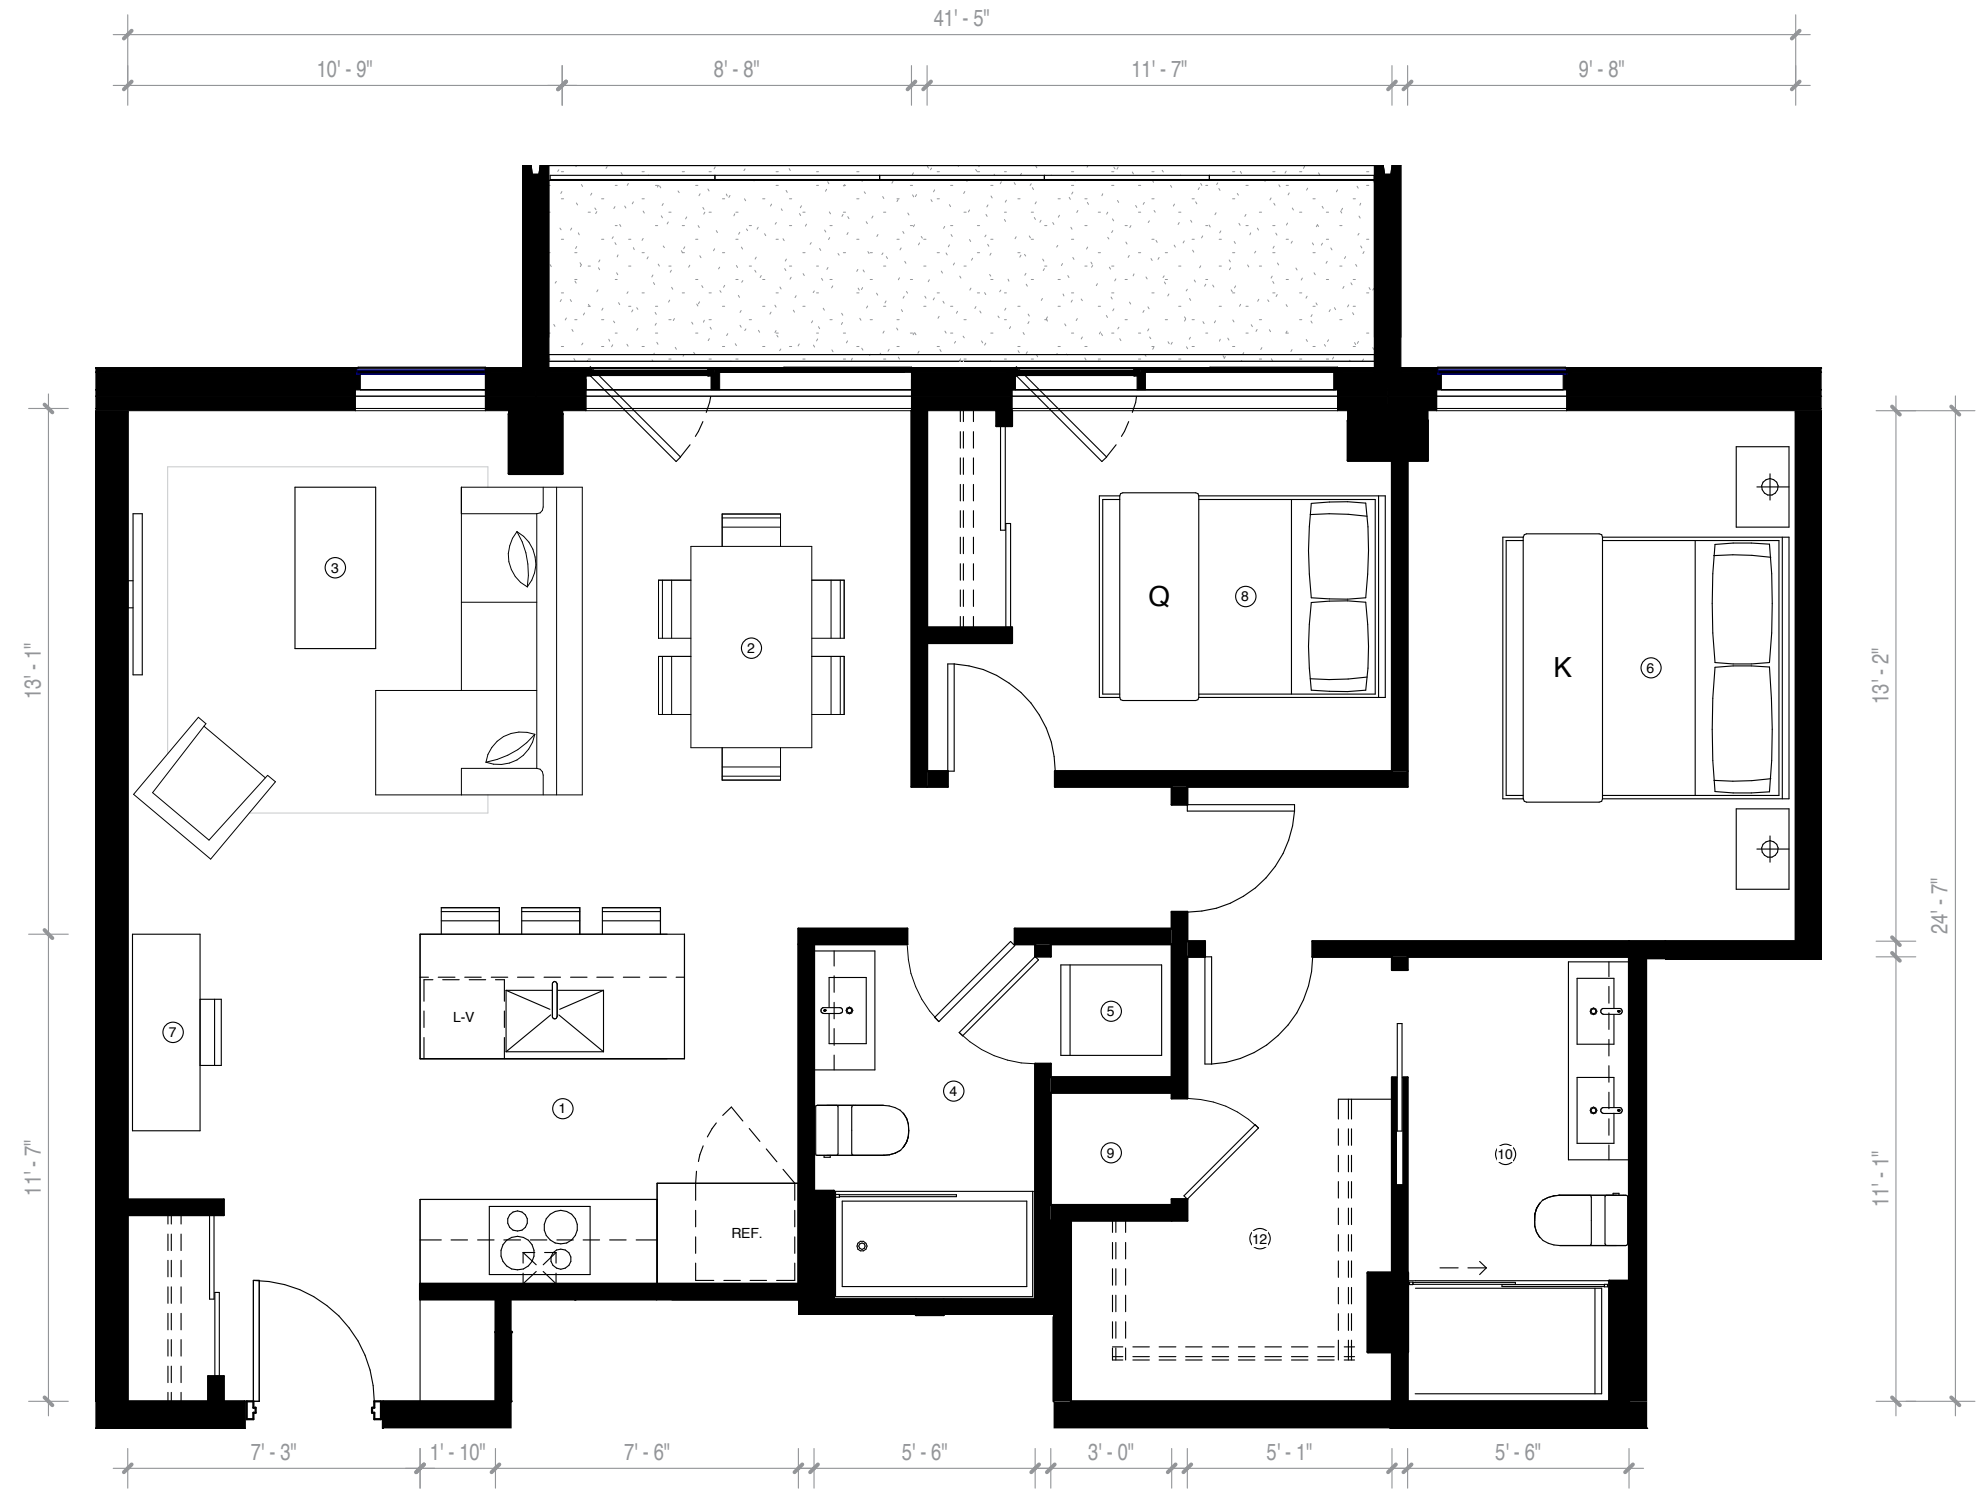 41' - 5"
10' - 9"
8' - 8"
11' - 7"
9' - 8"
3
2
Q
8
K
6
13' - 1"
13' - 2"
24' - 7"
7
L-V
1
5
4
9
10
12
REF.
11' - 7"
11' - 1"
7' - 3"
1' - 10"
7' - 6"
5' - 6"
3' - 0"
5' - 1"
5' - 6"